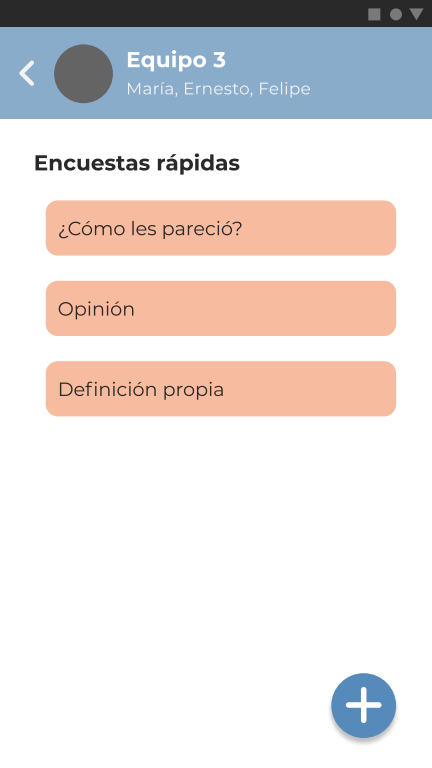 Equipo 3
María, Ernesto, Felipe
Encuestas rápidas
¿Cómo les pareció?
Opinión
Definición propia